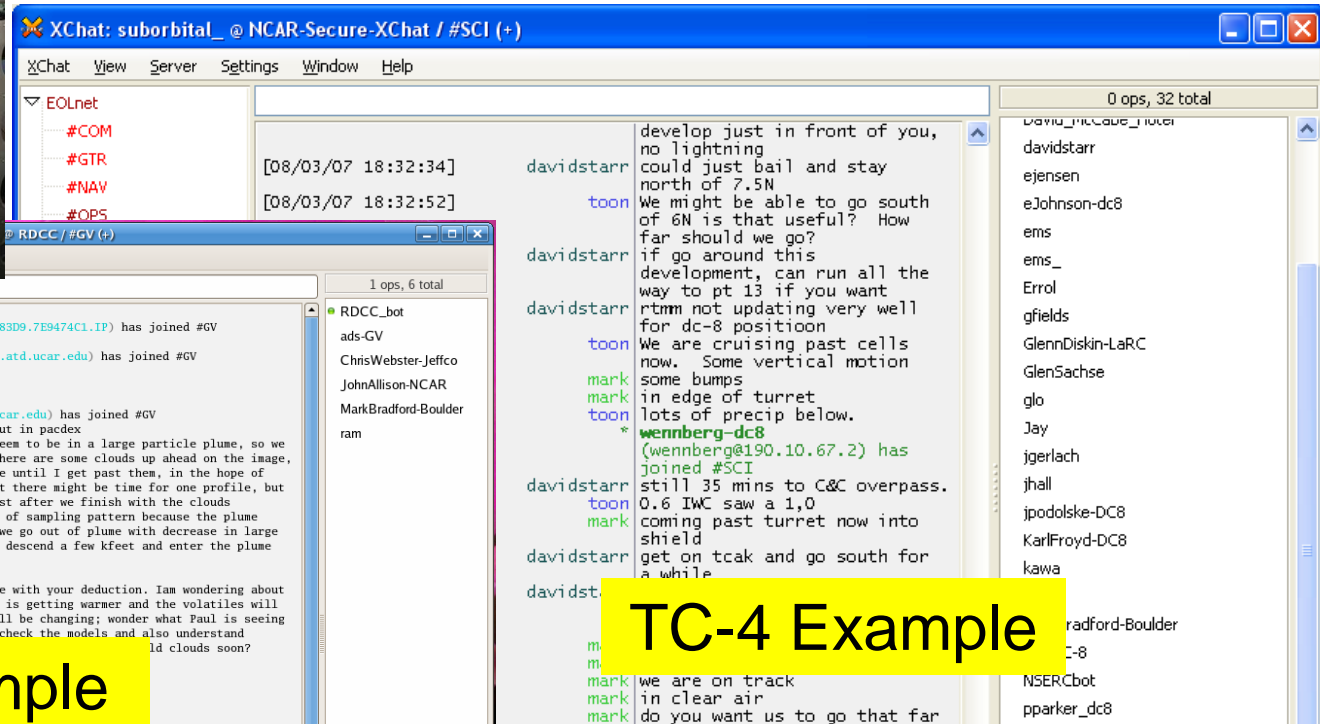 XChat: suborbital_ @ NCAR-Secure-XChat / #SCI (+)
XChat View Server Settings Window Help
EOLnet
#COM
#GTR
#NAV
#OPS
develop just in front of you,
no lightning
[08/03/07 18:32:34] davidstarr could just bail and stay
north of 7.5N
[08/03/07 18:32:52] toon We might be able to go south
of 6N is that useful? How
far should we go?
davidstarr if go around this
development, can run all the
way to pt 13 if you want
davidstarr rtmm not updating very well
for dc-8 positioon
toon We are cruising past cells
now. Some vertical motion
mark some bumps
mark in edge of turret
toon lots of precip below.
* wennberg-dc8
(wennberg@190.10.67.2) has
joined #SCI
davidstarr still 35 mins to C&C overpass.
toon 0.6 IWC saw a 1,0
mark coming past turret now into
shield
davidstarr get on tcak and go south for
a while
mark we are on track
mark in clear air
mark do you want us to go that far
0 ops, 32 total
David_McCabe_Hotel
davidstarr
ejensen
eJohnson-dc8
ems
ems_
Errol
gfields
GlennDiskin-LaRC
GlenSachse
glo
Jay
jgerlach
jhall
jpodolske-DC8
KarlFroyd-DC8
kawa
radford-Boulder
C-8
NSERCbot
pparker_dc8
@ RDCC / #GV (+)
83D9.7E9474C1.IP) has joined #GV
.atd.ucar.edu) has joined #GV
car.edu) has joined #GV
ut in pacdex
eem to be in a large particle plume, so we
here are some clouds up ahead on the image,
e until I get past them, in the hope of
t there might be time for one profile, but
st after we finish with the clouds
of sampling pattern because the plume
we go out of plume with decrease in large
descend a few kfeet and enter the plume
e with your deduction. Iam wondering about
is getting warmer and the volatiles will
ll be changing; wonder what Paul is seeing
check the models and also understand
ld clouds soon?
1 ops, 6 total
RDCC_bot
ads-GV
ChrisWebster-Jeffco
JohnAllison-NCAR
MarkBradford-Boulder
ram
TC-4 Example
mple